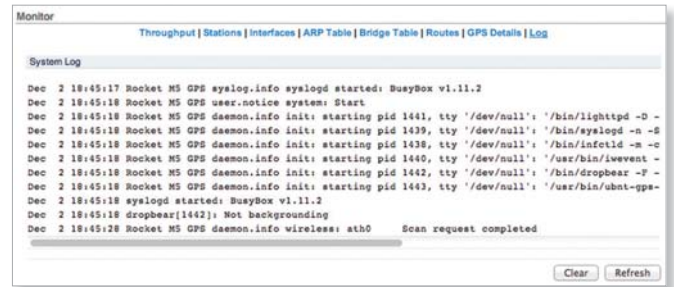 Monitor
Throughput | Stations | Interfaces | ARP Table | Bridge Table | Routes | GPS Details | Log
System Log
Dec 2 18:45:17 Rocket M5 GPS syslog.info syslogd started: BusyBox v1.11.2
Dec 2 18:45:18 Rocket M5 GPS user.notice system: Start
Dec 2 18:45:18 Rocket M5 GPS daemon.info init: starting pid 1441, tty '/dev/null': '/bin/lighttpd -D -
Dec 2 18:45:18 Rocket M5 GPS daemon.info init: starting pid 1439, tty '/dev/null': '/bin/syslogd -n -S
Dec 2 18:45:18 Rocket M5 GPS daemon.info init: starting pid 1438, tty '/dev/null': '/bin/infctld -m -c
Dec 2 18:45:18 Rocket M5 GPS daemon.info init: starting pid 1440, tty '/dev/null': '/usr/bin/iwevent -
Dec 2 18:45:18 Rocket M5 GPS daemon.info init: starting pid 1442, tty '/dev/null': '/bin/dropbear -F -
Dec 2 18:45:18 Rocket M5 GPS daemon.info init: starting pid 1443, tty '/dev/null': '/usr/bin/ubnt-gps-
Dec 2 18:45:18 syslogd started: BusyBox v1.11.2
Dec 2 18:45:18 dropbear[1442]: Not backgrounding
Dec 2 18:45:28 Rocket M5 GPS daemon.info wireless: ath0 Scan request completed
Clear Refresh